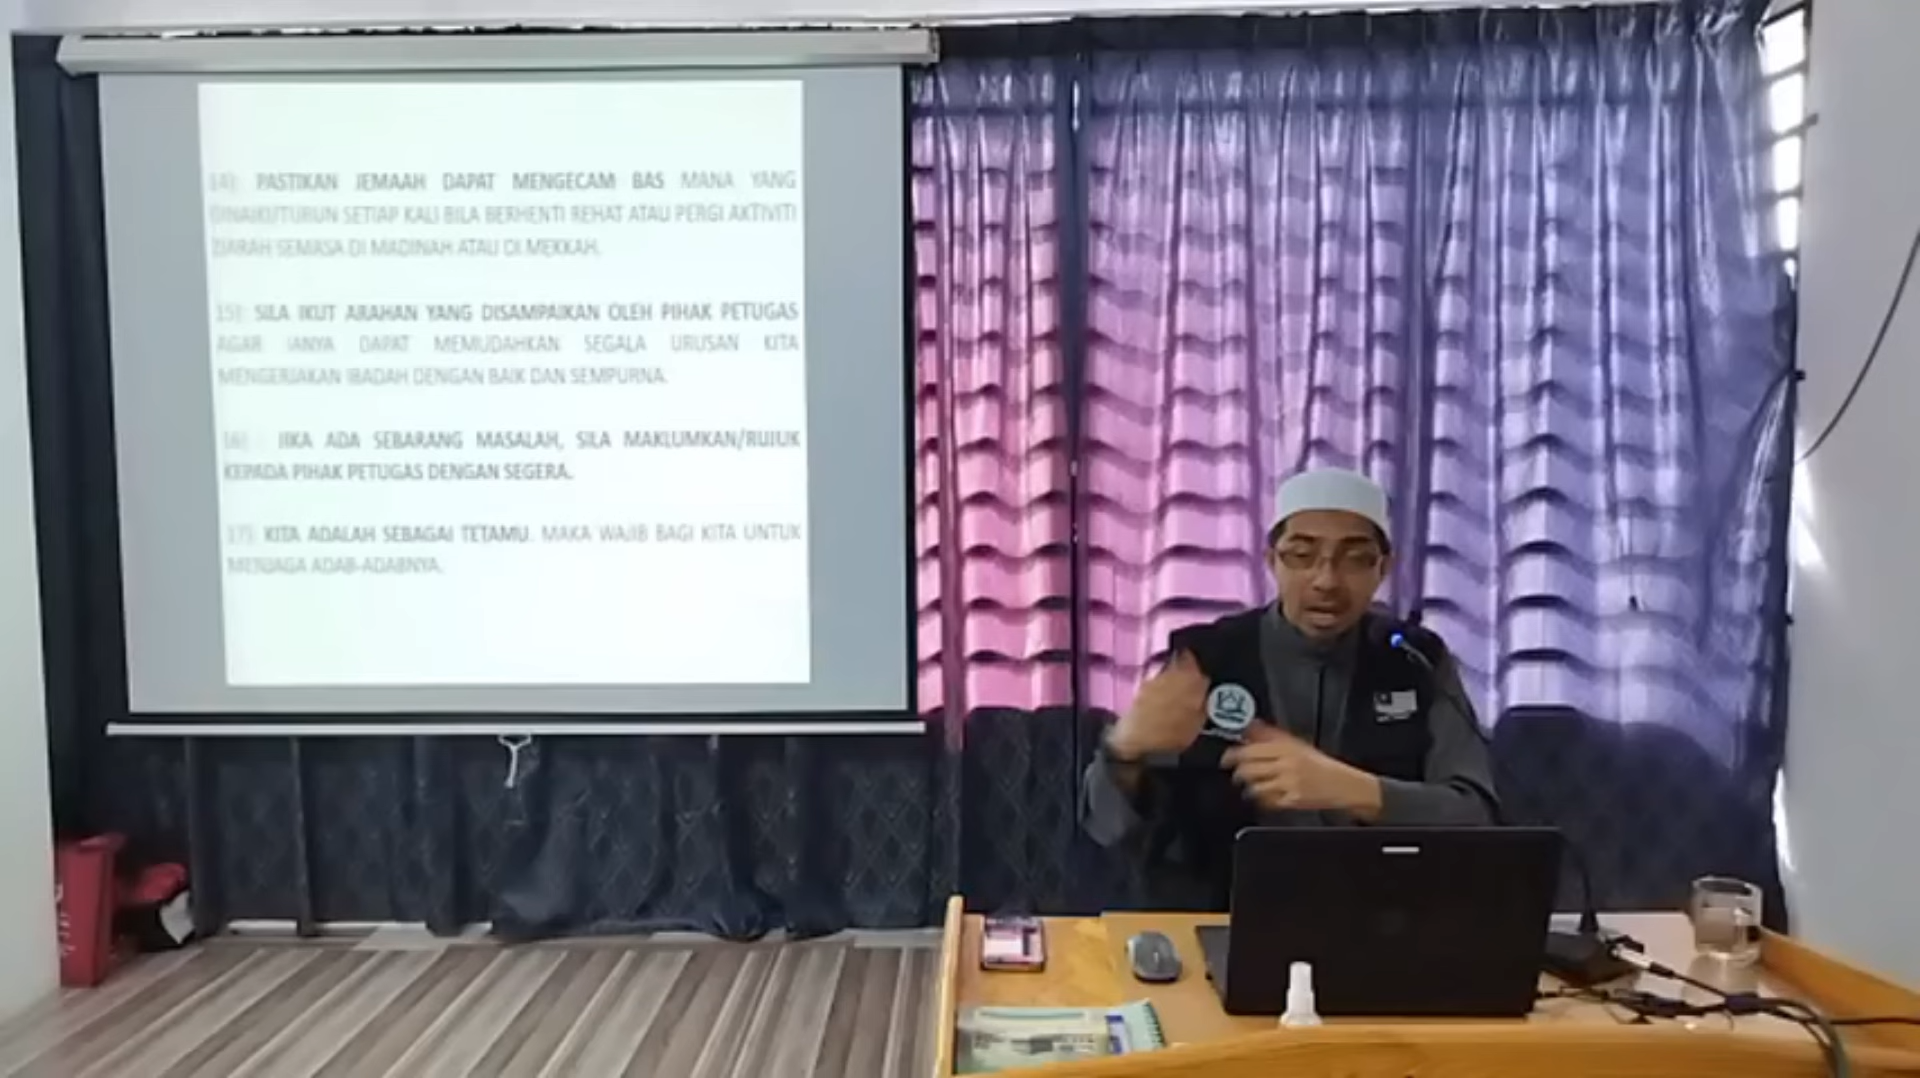 14) PASTIKAN JEMAAH DAPAT MENGECAM BAS MANA YANG
DINAIKI/TURUN SETIAP KALI BILA BERHENTI REHAT ATAU PERGI AKTIVITI
ZIARAH SEMASA DI MADINAH ATAU DI MEKKAH.
15) SILA IKUT ARAHAN YANG DISAMPAIKAN OLEH PIHAK PETUGAS
AGAR IANYA DAPAT MEMUDAHKAN SEGALA URUSAN KITA
MENGERJAKAN IBADAH DENGAN BAIK DAN SEMPURNA.
16) JIKA ADA SEBARANG MASALAH, SILA MAKLUMKAN/RUJUK
KEPADA PIHAK PETUGAS DENGAN SEGERA.
17) KITA ADALAH SEBAGAI TETAMU. MAKA WAJIB BAGI KITA UNTUK
MENJAGA ADAB-ADABNYA.